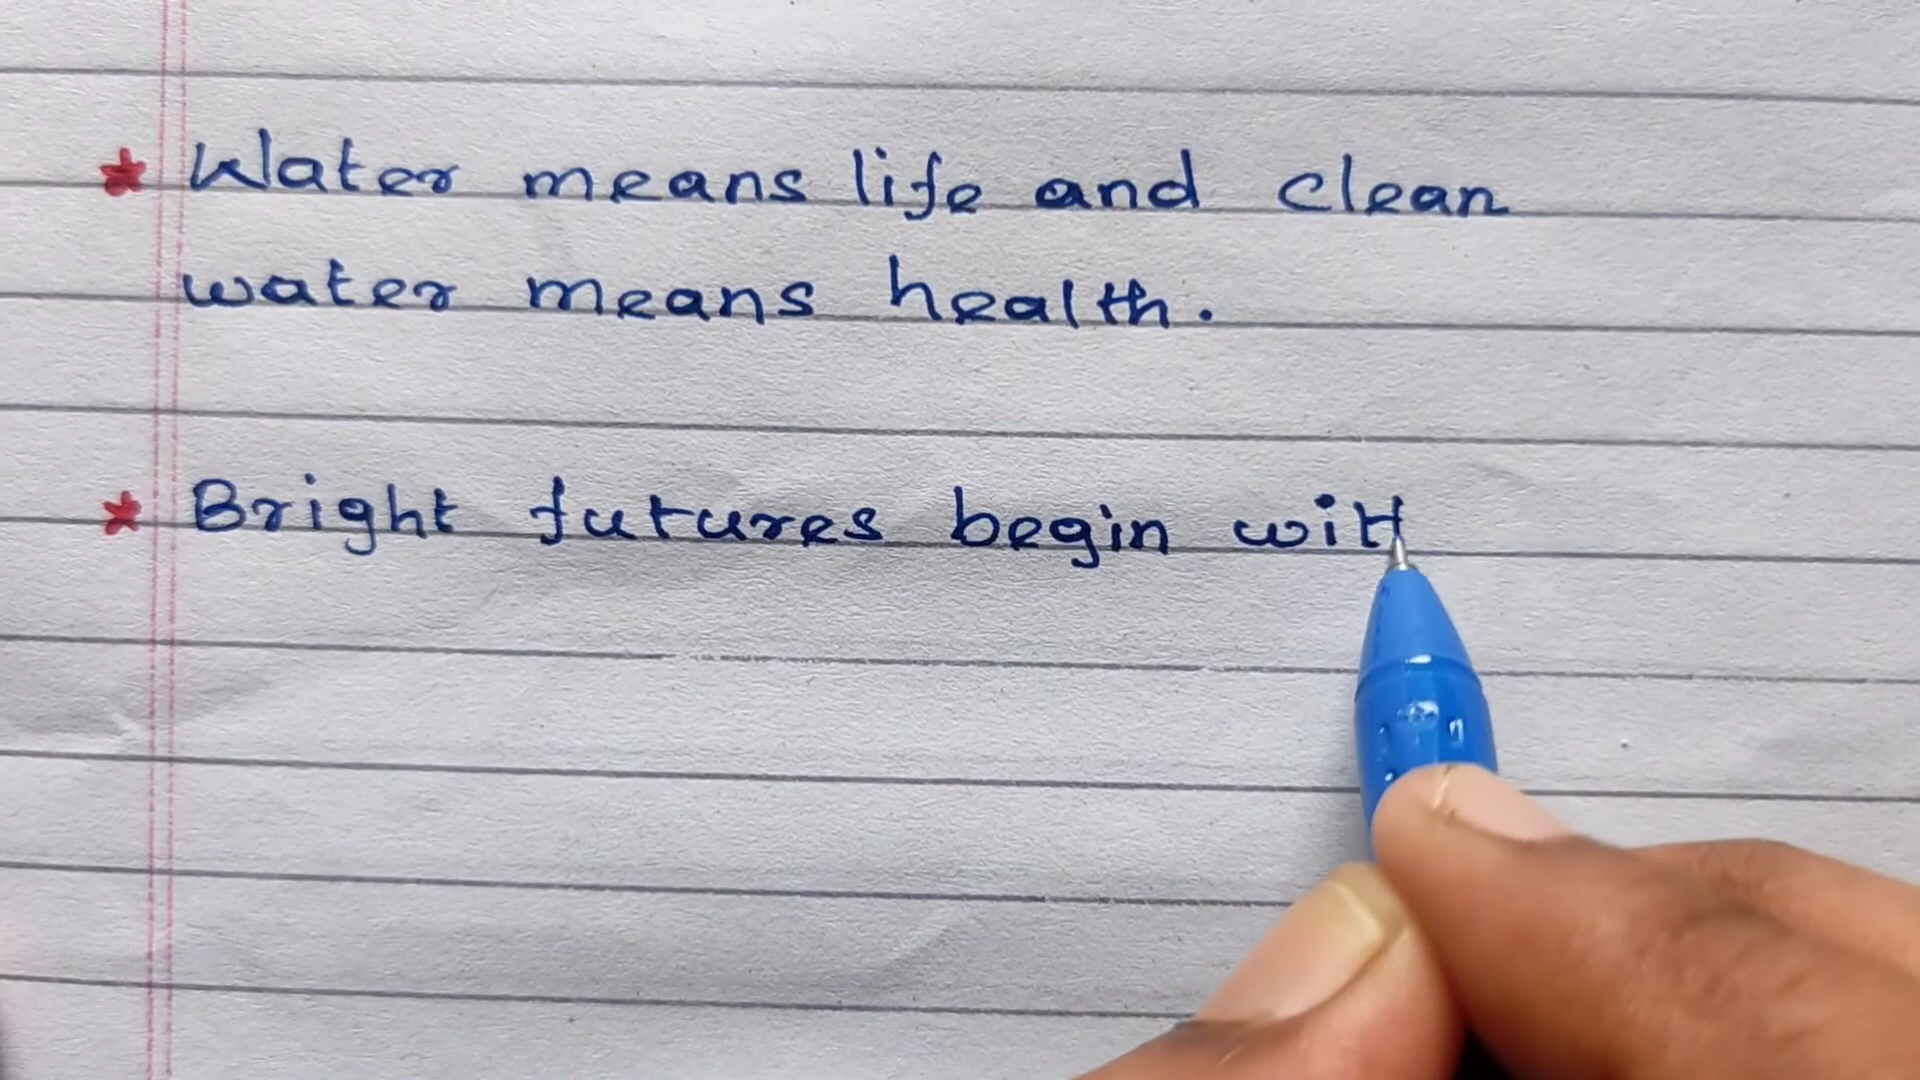 Water means life and clean
water means health.
Bright futures begin with